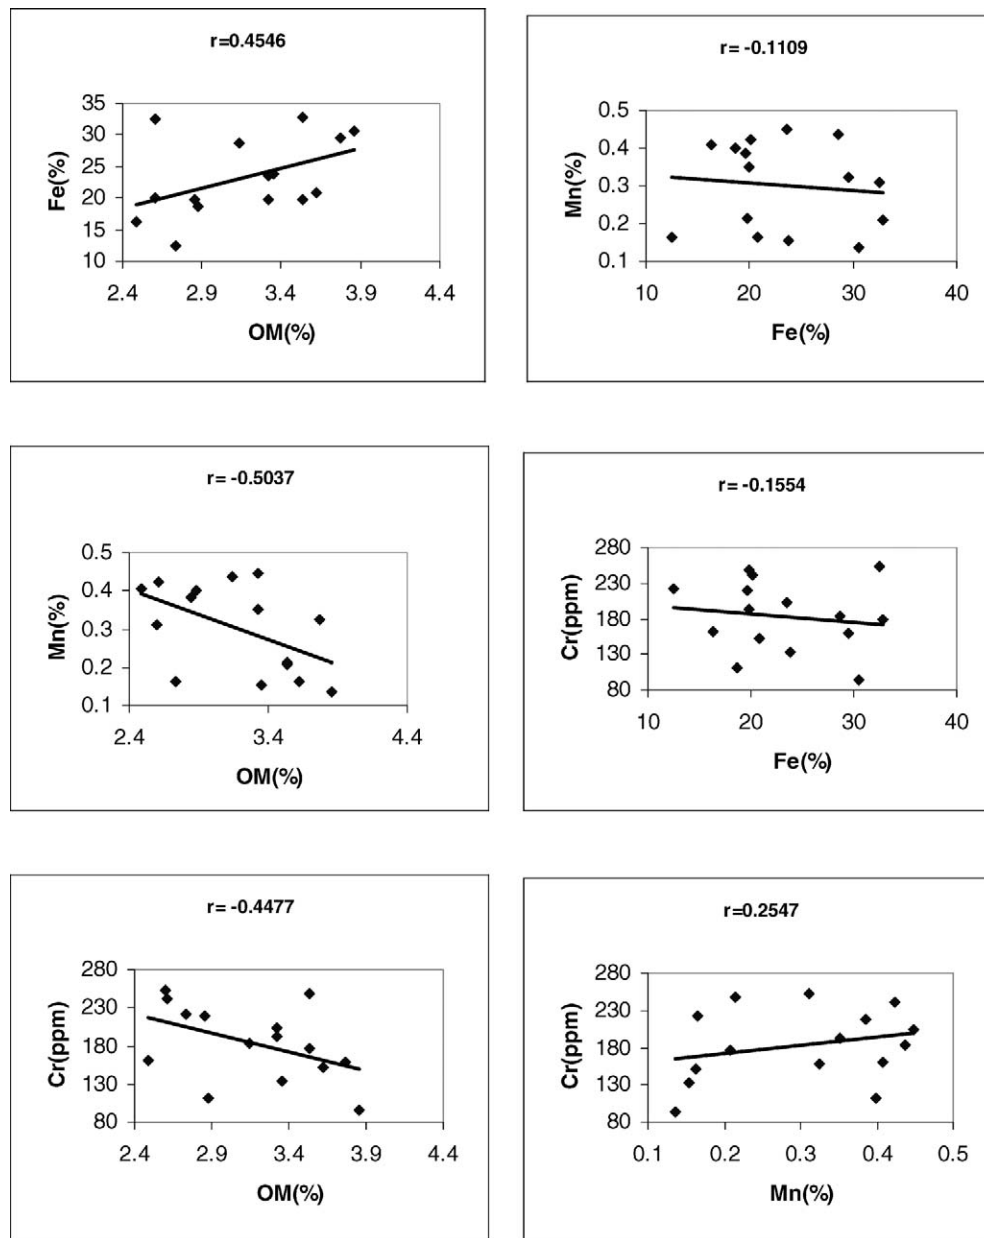 r=0.4546
35
30
25
20
15
10
Fe(%)
2.4 2.9 3.4 3.9 4.4
OM(%)
r= -0.1109
0.5
0.4
0.3
0.2
0.1
Mn(%)
10 20 30 40
Fe(%)
r= -0.5037
0.5
0.4
0.3
0.2
0.1
Mn(%)
2.4 3.4 4.4
OM(%)
r= -0.1554
280
230
180
130
80
Cr(ppm)
10 20 30 40
Fe(%)
r= -0.4477
280
230
180
130
80
Cr(ppm)
2.4 2.9 3.4 3.9 4.4
OM(%)
r=0.2547
280
230
180
130
80
Cr(ppm)
0.1 0.2 0.3 0.4 0.5
Mn(%)